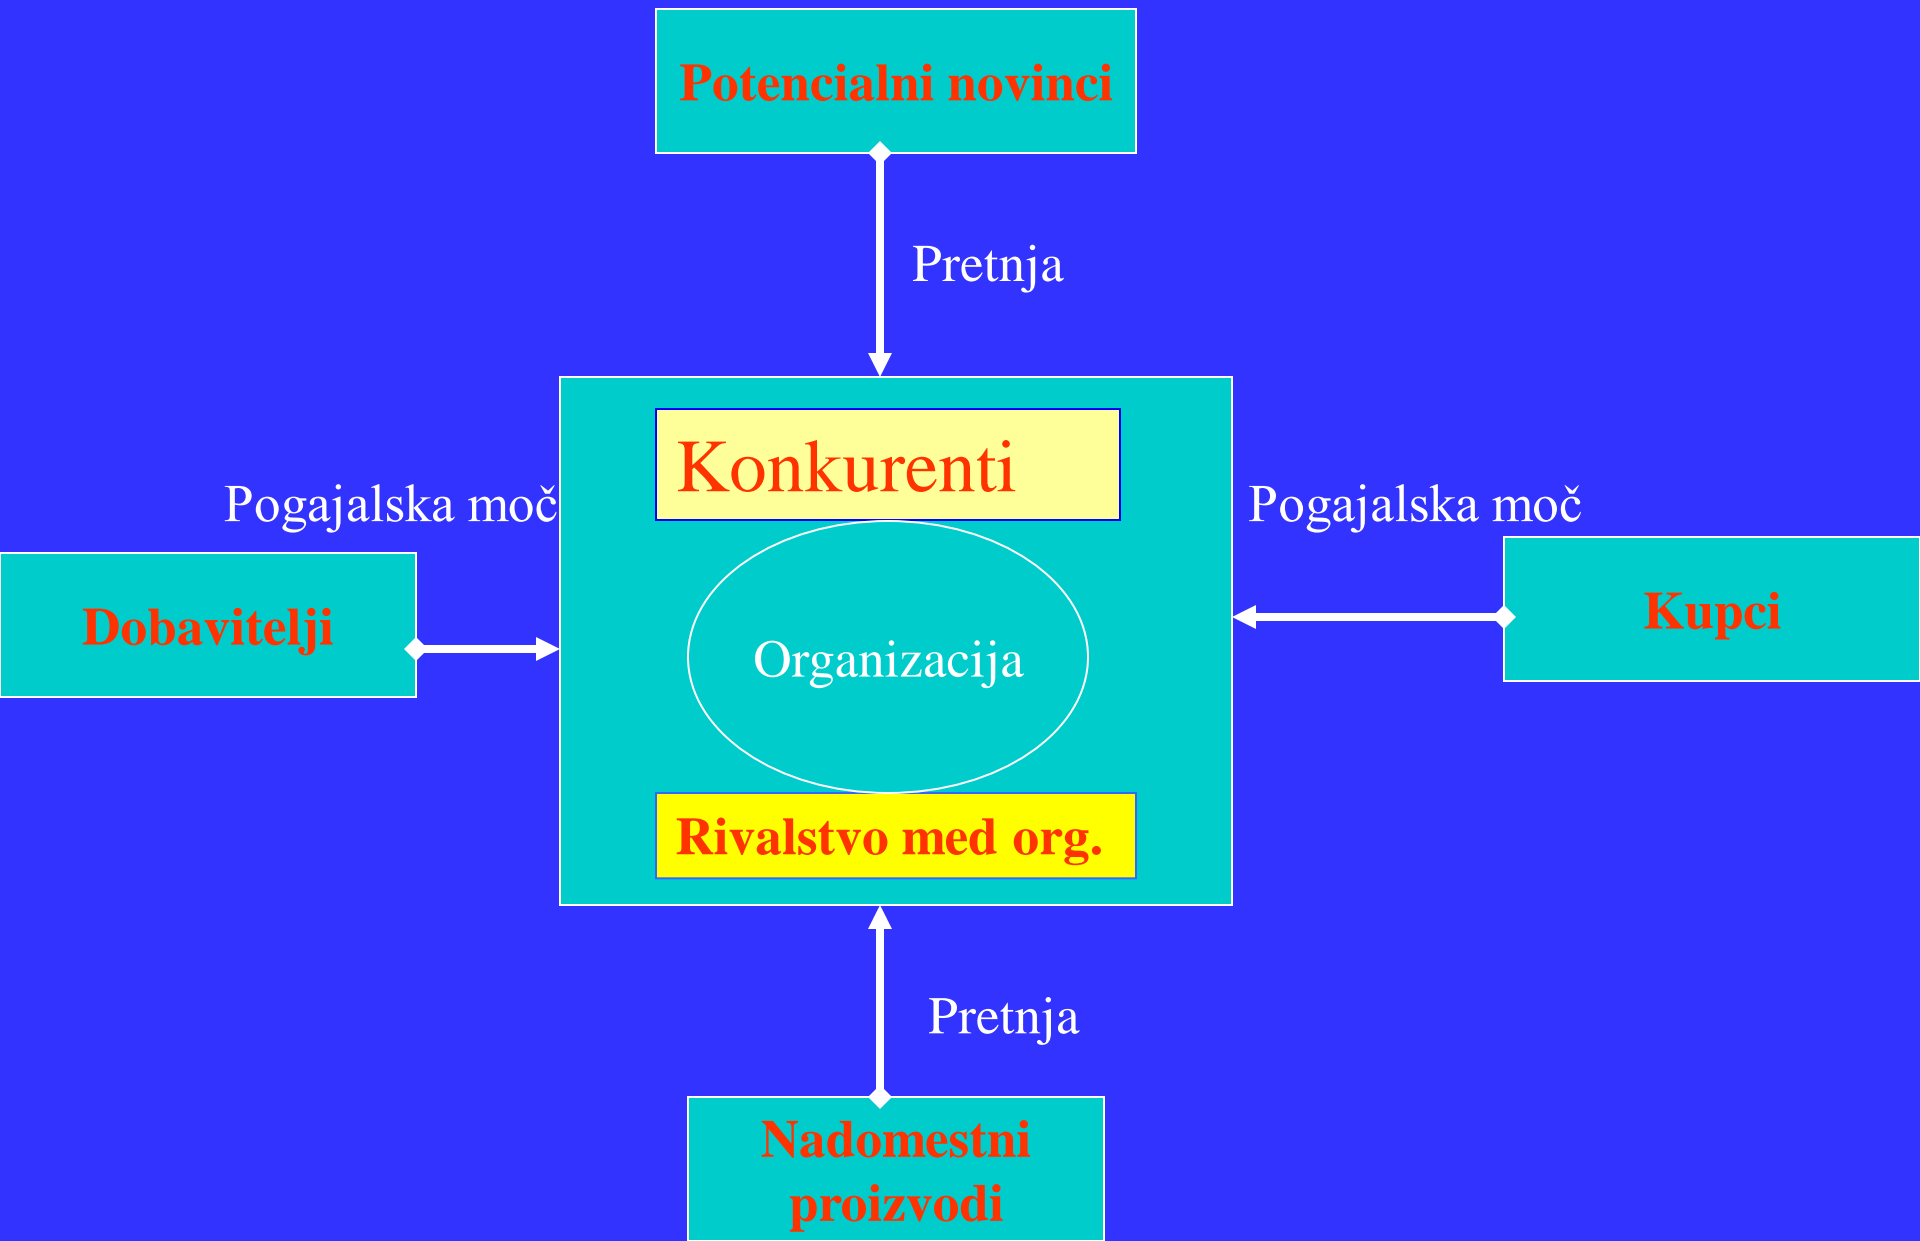 Potencialni novinci
Pretnja
Konkurenti
Pogajalska moč
Pogajalska moč
Dobavitelji
Organizacija
Kupci
Rivalstvo med org.
Pretnja
Nadomestni
proizvodi